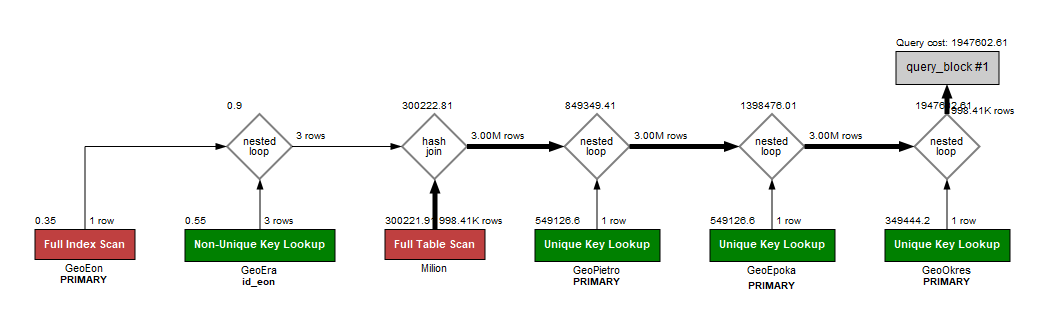 Query cost: 1947602.61
query_block #1
0.9
300222.81
849349.41
1398476.01
1947602.61
998.41K rows
nested
loop
3 rows
hash
join
3.00M rows
nested
loop
3.00M rows
nested
loop
3.00M rows
nested
loop
0.35
1 row
0.55
3 rows
300221.91
998.41K rows
549126.6
1 row
549126.6
1 row
349444.2
1 row
Full Index Scan
Non-Unique Key Lookup
Full Table Scan
Unique Key Lookup
Unique Key Lookup
Unique Key Lookup
GeoEon
PRIMARY
GeoEra
id_eon
Milion
GeoPietro
PRIMARY
GeoEpoka
PRIMARY
GeoOkres
PRIMARY